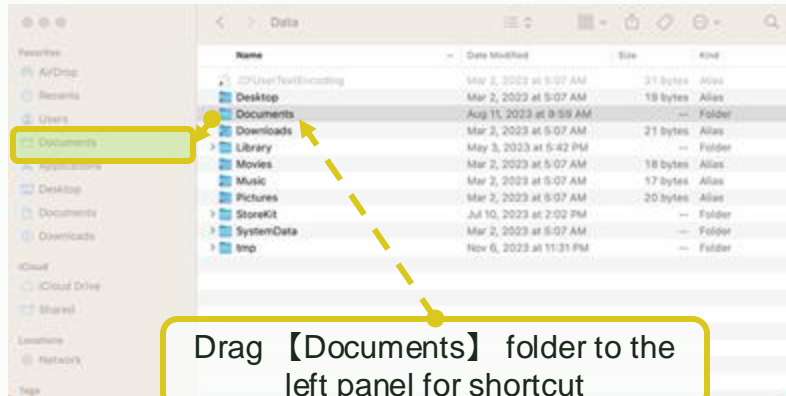 Data
Favorites
AirDrop
Recents
Users
Documents
Applications
Desktop
Documents
Downloads
iCloud
iCloud Drive
Shared
Locations
Network
Tags
Name Date Modified Size Kind
.CFUserTextEncoding Mar 2, 2023 at 5:07 AM 31 bytes Alias
Desktop Mar 2, 2023 at 5:07 AM 19 bytes Alias
Documents Aug 11, 2023 at 9:59 AM -- Folder
Downloads Mar 2, 2023 at 5:07 AM 21 bytes Alias
Library May 3, 2023 at 5:42 PM -- Folder
Movies Mar 2, 2023 at 5:07 AM 18 bytes Alias
Music Mar 2, 2023 at 5:07 AM 17 bytes Alias
Pictures Mar 2, 2023 at 5:07 AM 20 bytes Alias
StoreKit Jul 10, 2023 at 2:02 PM -- Folder
SystemData Mar 2, 2023 at 5:07 AM -- Folder
tmp Nov 6, 2023 at 11:31 PM -- Folder
Drag 【Documents】 folder to the
left panel for shortcut